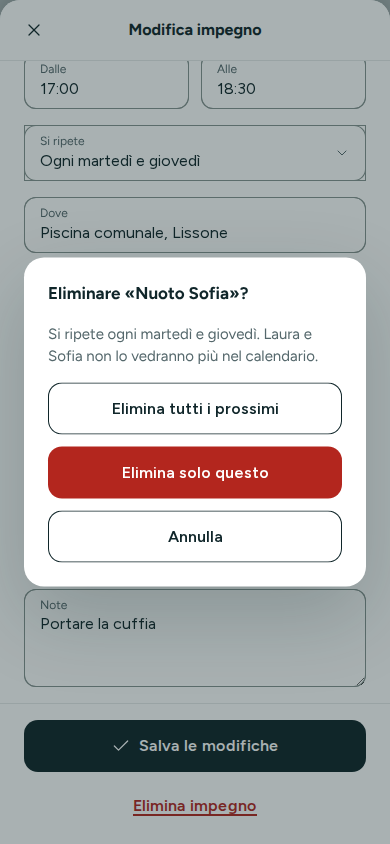 Modifica impegno
Dalle
Alle
17:00
18:30
Si ripete
Ogni martedì e giovedì
Dove
Piscina comunale, Lissone
Eliminare «Nuoto Sofia»?
Si ripete ogni martedì e giovedì. Laura e
Sofia non lo vedranno più nel calendario.
Elimina tutti i prossimi
Elimina solo questo
Annulla
Note
Portare la cuffia
Salva le modifiche
Elimina impegno